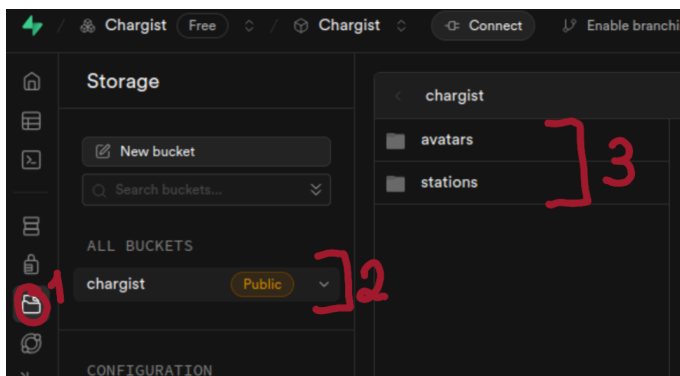 Chargist Free / Chargist Connect Enable branchi
Storage
chargist
New bucket
avatars
Search buckets...
stations
3
ALL BUCKETS
chargist Public
1
2
CONFIGURATION